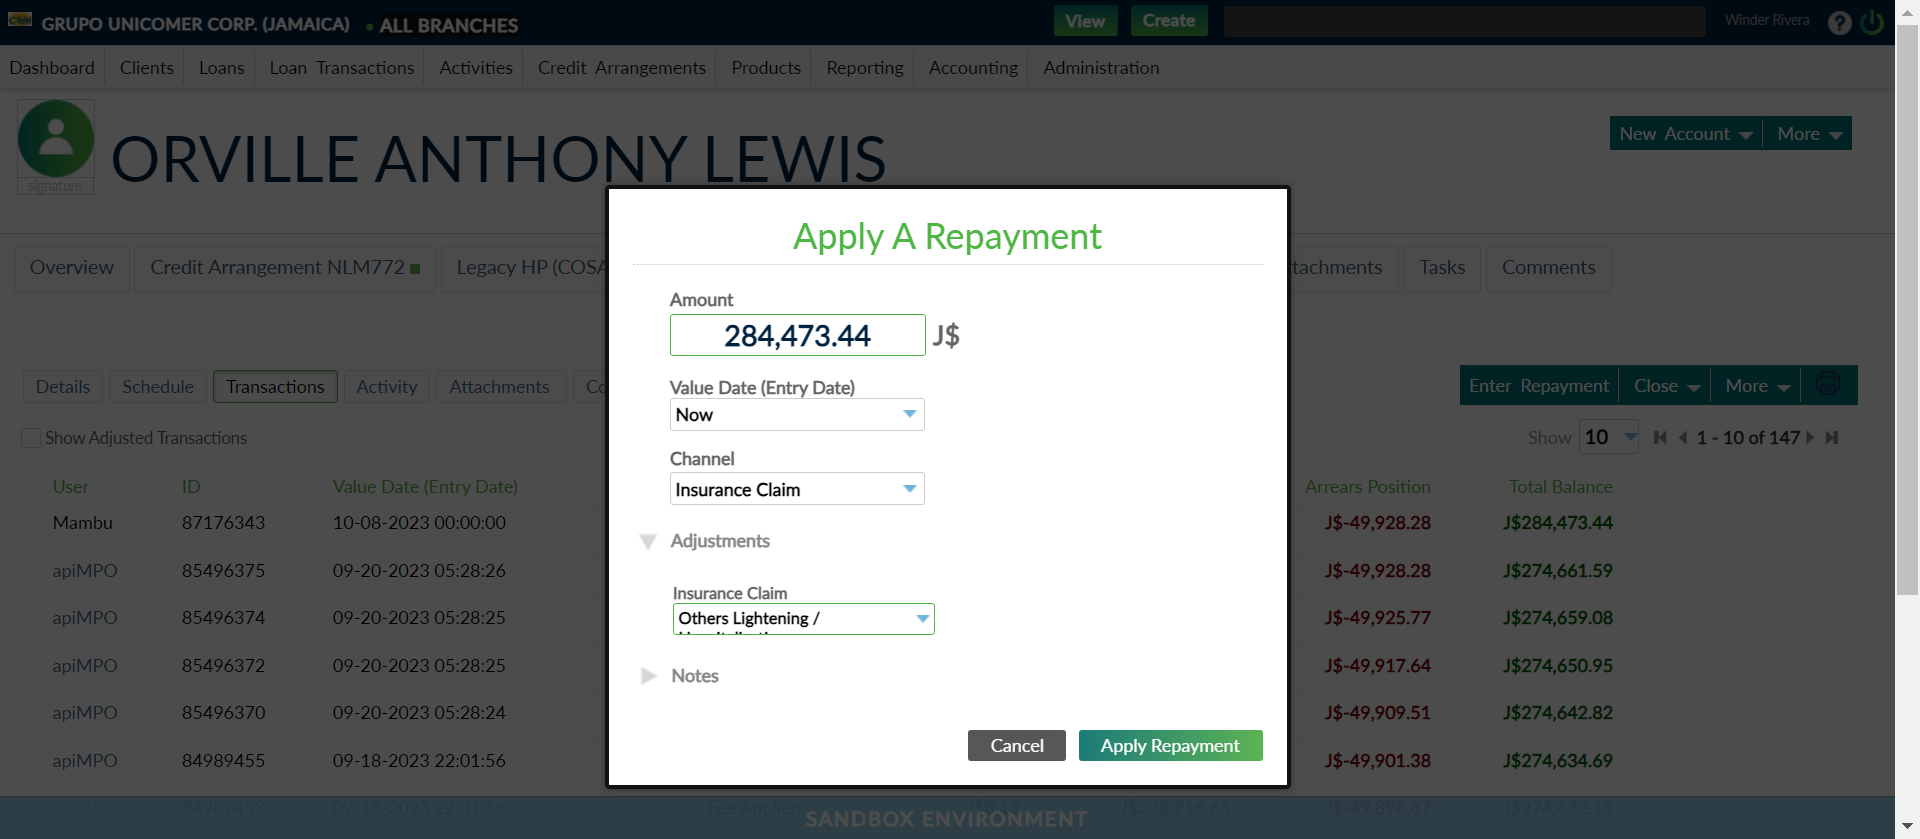 GRUPO UNICOMER CORP. (JAMAICA) • ALL BRANCHES View Create Winder Rivera ?
Dashboard Clients Loans Loan Transactions Activities Credit Arrangements Products Reporting Accounting Administration
ORVILLE ANTHONY LEWIS
signature
New Account More
Overview Credit Arrangement NLM772 Legacy HP (COSA tachments Tasks Comments
Details Schedule Transactions Activity Attachments Co
Enter Repayment Close More
Show Adjusted Transactions
Show 10 1 - 10 of 147
User ID Value Date (Entry Date) Arrears Position Total Balance
Mambu 87176343 10-08-2023 00:00:00 J$-49,928.28 J$284,473.44
apiMPO 85496375 09-20-2023 05:28:26 J$-49,928.28 J$274,661.59
apiMPO 85496374 09-20-2023 05:28:25 J$-49,925.77 J$274,659.08
apiMPO 85496372 09-20-2023 05:28:25 J$-49,917.64 J$274,650.95
apiMPO 85496370 09-20-2023 05:28:24 J$-49,909.51 J$274,642.82
apiMPO 84989455 09-18-2023 22:01:56 J$-49,901.38 J$274,634.69
apiMPO 84989453 09-18-2023 22:01:56 Fee Applied J$8.13 J$238,716.65 J$-49,898.87 J$274,632.18
SANDBOX ENVIRONMENT
Apply A Repayment
Amount
284,473.44 J$
Value Date (Entry Date)
Now
Channel
Insurance Claim
Adjustments
Insurance Claim
Others Lightening /
Notes
Cancel Apply Repayment